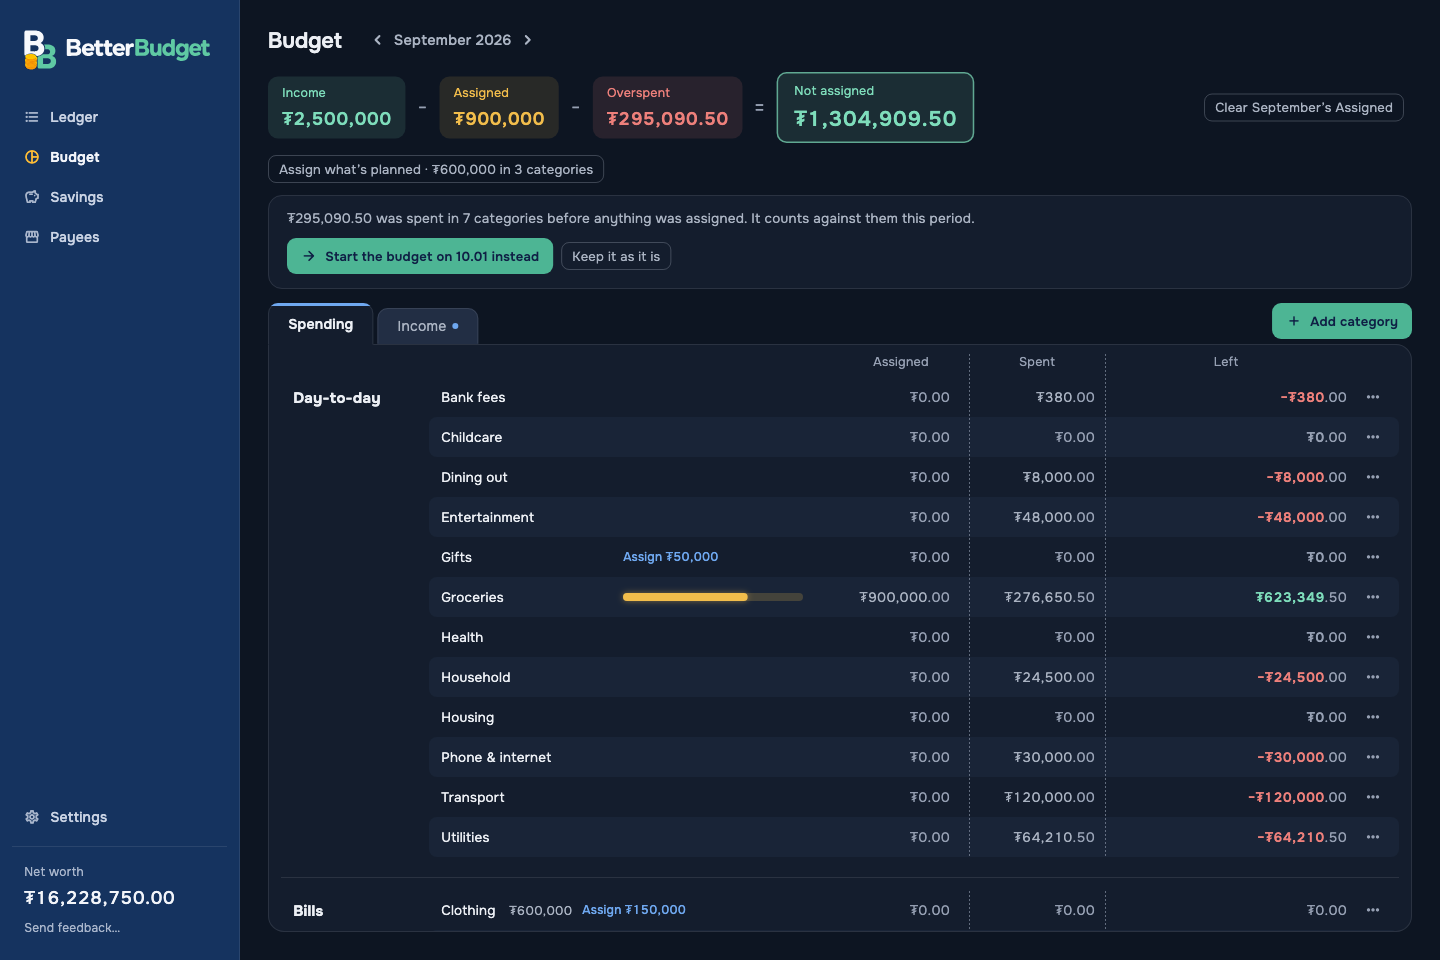 BetterBudget
Ledger
Budget
Savings
Payees
Settings
Net worth
₮16,228,750.00
Send feedback...
Budget
September 2026
Income
₮2,500,000
-
Assigned
₮900,000
-
Overspent
₮295,090.50
=
Not assigned
₮1,304,909.50
Clear September's Assigned
Assign what's planned · ₮600,000 in 3 categories
₮295,090.50 was spent in 7 categories before anything was assigned. It counts against them this period.
Start the budget on 10.01 instead
Keep it as it is
Spending
Income
Add category
Assigned Spent Left
Day-to-day
Bank fees ₮0.00 ₮380.00 -₮380.00
Childcare ₮0.00 ₮0.00 ₮0.00
Dining out ₮0.00 ₮8,000.00 -₮8,000.00
Entertainment ₮0.00 ₮48,000.00 -₮48,000.00
Gifts Assign ₮50,000 ₮0.00 ₮0.00 ₮0.00
Groceries ₮900,000.00 ₮276,650.50 ₮623,349.50
Health ₮0.00 ₮0.00 ₮0.00
Household ₮0.00 ₮24,500.00 -₮24,500.00
Housing ₮0.00 ₮0.00 ₮0.00
Phone & internet ₮0.00 ₮30,000.00 -₮30,000.00
Transport ₮0.00 ₮120,000.00 -₮120,000.00
Utilities ₮0.00 ₮64,210.50 -₮64,210.50
Bills
Clothing ₮600,000 Assign ₮150,000 ₮0.00 ₮0.00 ₮0.00